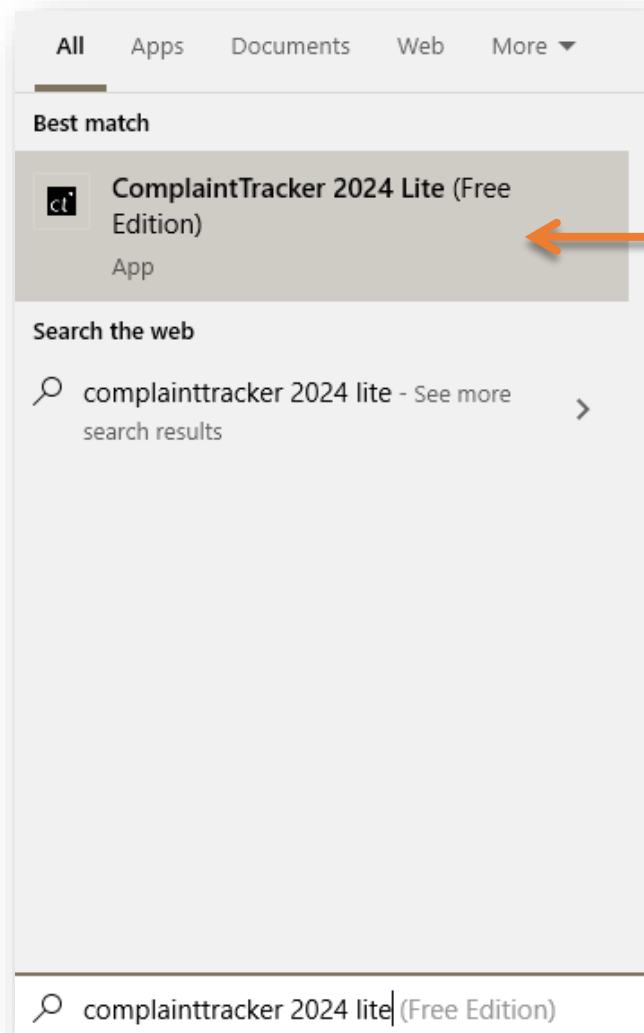 All Apps Documents Web More
Best match
ct
ComplaintTracker 2024 Lite (Free
Edition)
App
Search the web
complainttracker 2024 lite - See more
search results
complainttracker 2024 lite (Free Edition)